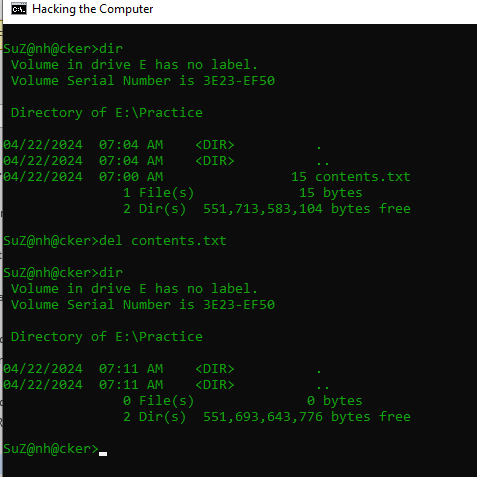 Hacking the Computer
SuZ@nh@cker>dir
Volume in drive E has no label.
Volume Serial Number is 3E23-EF50
Directory of E:\Practice
04/22/2024  07:04 AM    <DIR>          .
04/22/2024  07:04 AM    <DIR>          ..
04/22/2024  07:00 AM                15 contents.txt
1 File(s)             15 bytes
2 Dir(s)  551,713,583,104 bytes free
SuZ@nh@cker>del contents.txt
SuZ@nh@cker>dir
Volume in drive E has no label.
Volume Serial Number is 3E23-EF50
Directory of E:\Practice
04/22/2024  07:11 AM    <DIR>          .
04/22/2024  07:11 AM    <DIR>          ..
0 File(s)              0 bytes
2 Dir(s)  551,693,643,776 bytes free
SuZ@nh@cker>